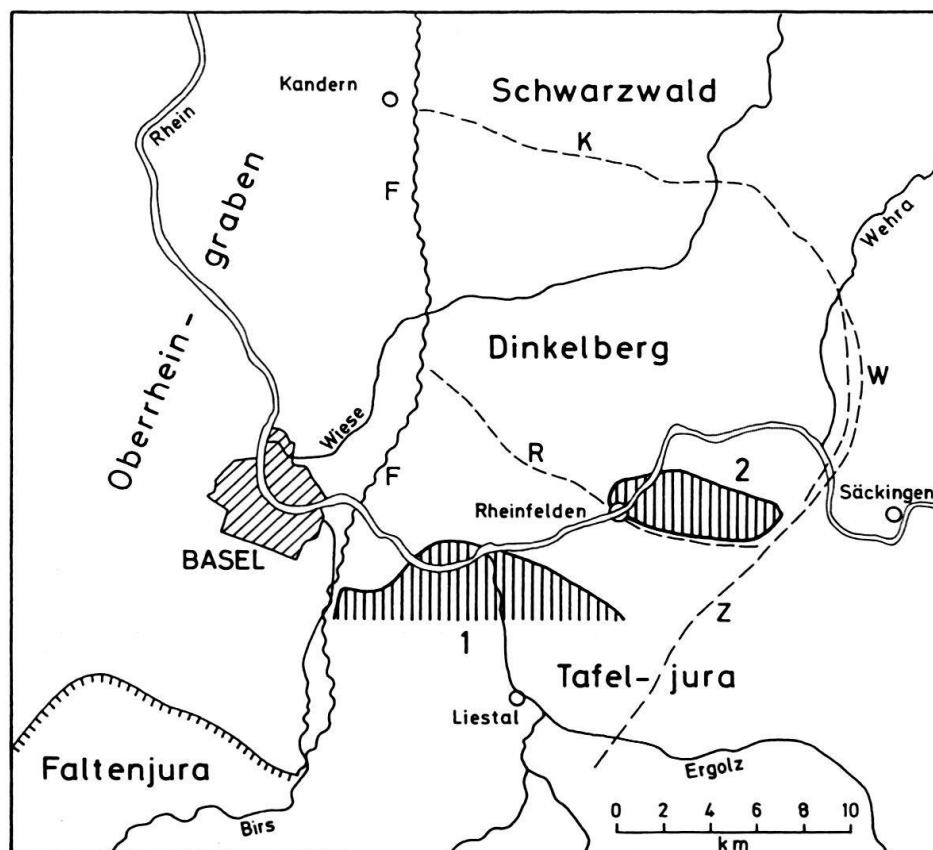 Kandern
Schwarzwald
Rhein
K
F
Oberrhein-
graben
Wehra
Dinkelberg
W
Wiese
R
F
2
Rheinfelden
Säckingen
BASEL
Z
1
Tafel-jura
Liestal
Faltenjura
Ergolz
Birs
0 2 4 6 8 10
km